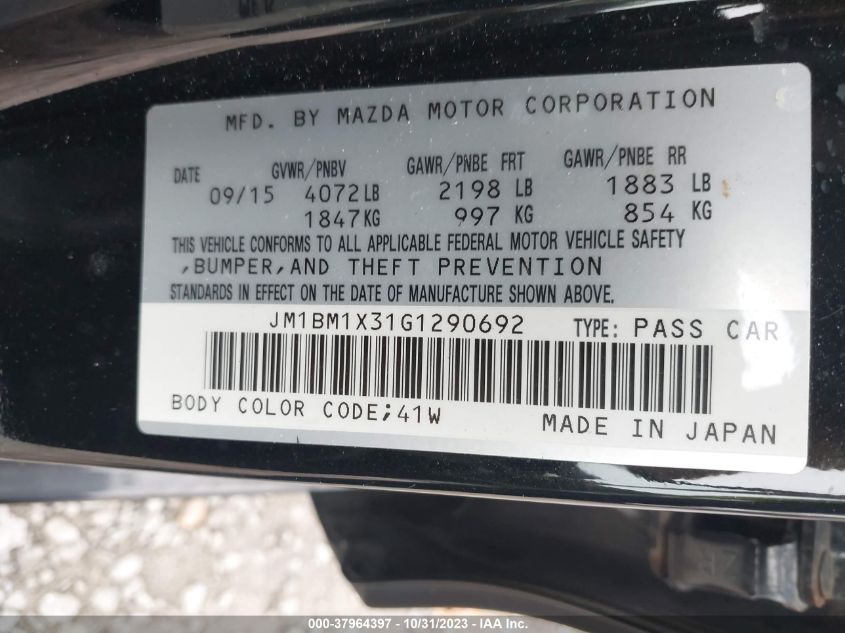 MFD. BY MAZDA MOTOR CORPORATION
DATE GVWR/PNBV GAWR/PNBE FRT GAWR/PNBE RR
09/15 4072 LB 2198 LB 1883 LB
1847 KG 997 KG 854 KG
THIS VEHICLE CONFORMS TO ALL APPLICABLE FEDERAL MOTOR VEHICLE SAFETY
,BUMPER,AND THEFT PREVENTION
STANDARDS IN EFFECT ON THE DATE OF MANUFACTURE SHOWN ABOVE.
JM1BM1X31G1290692 TYPE: PASS CAR
BODY COLOR CODE;41W MADE IN JAPAN
000-37964397 - 10/31/2023 - IAA Inc.